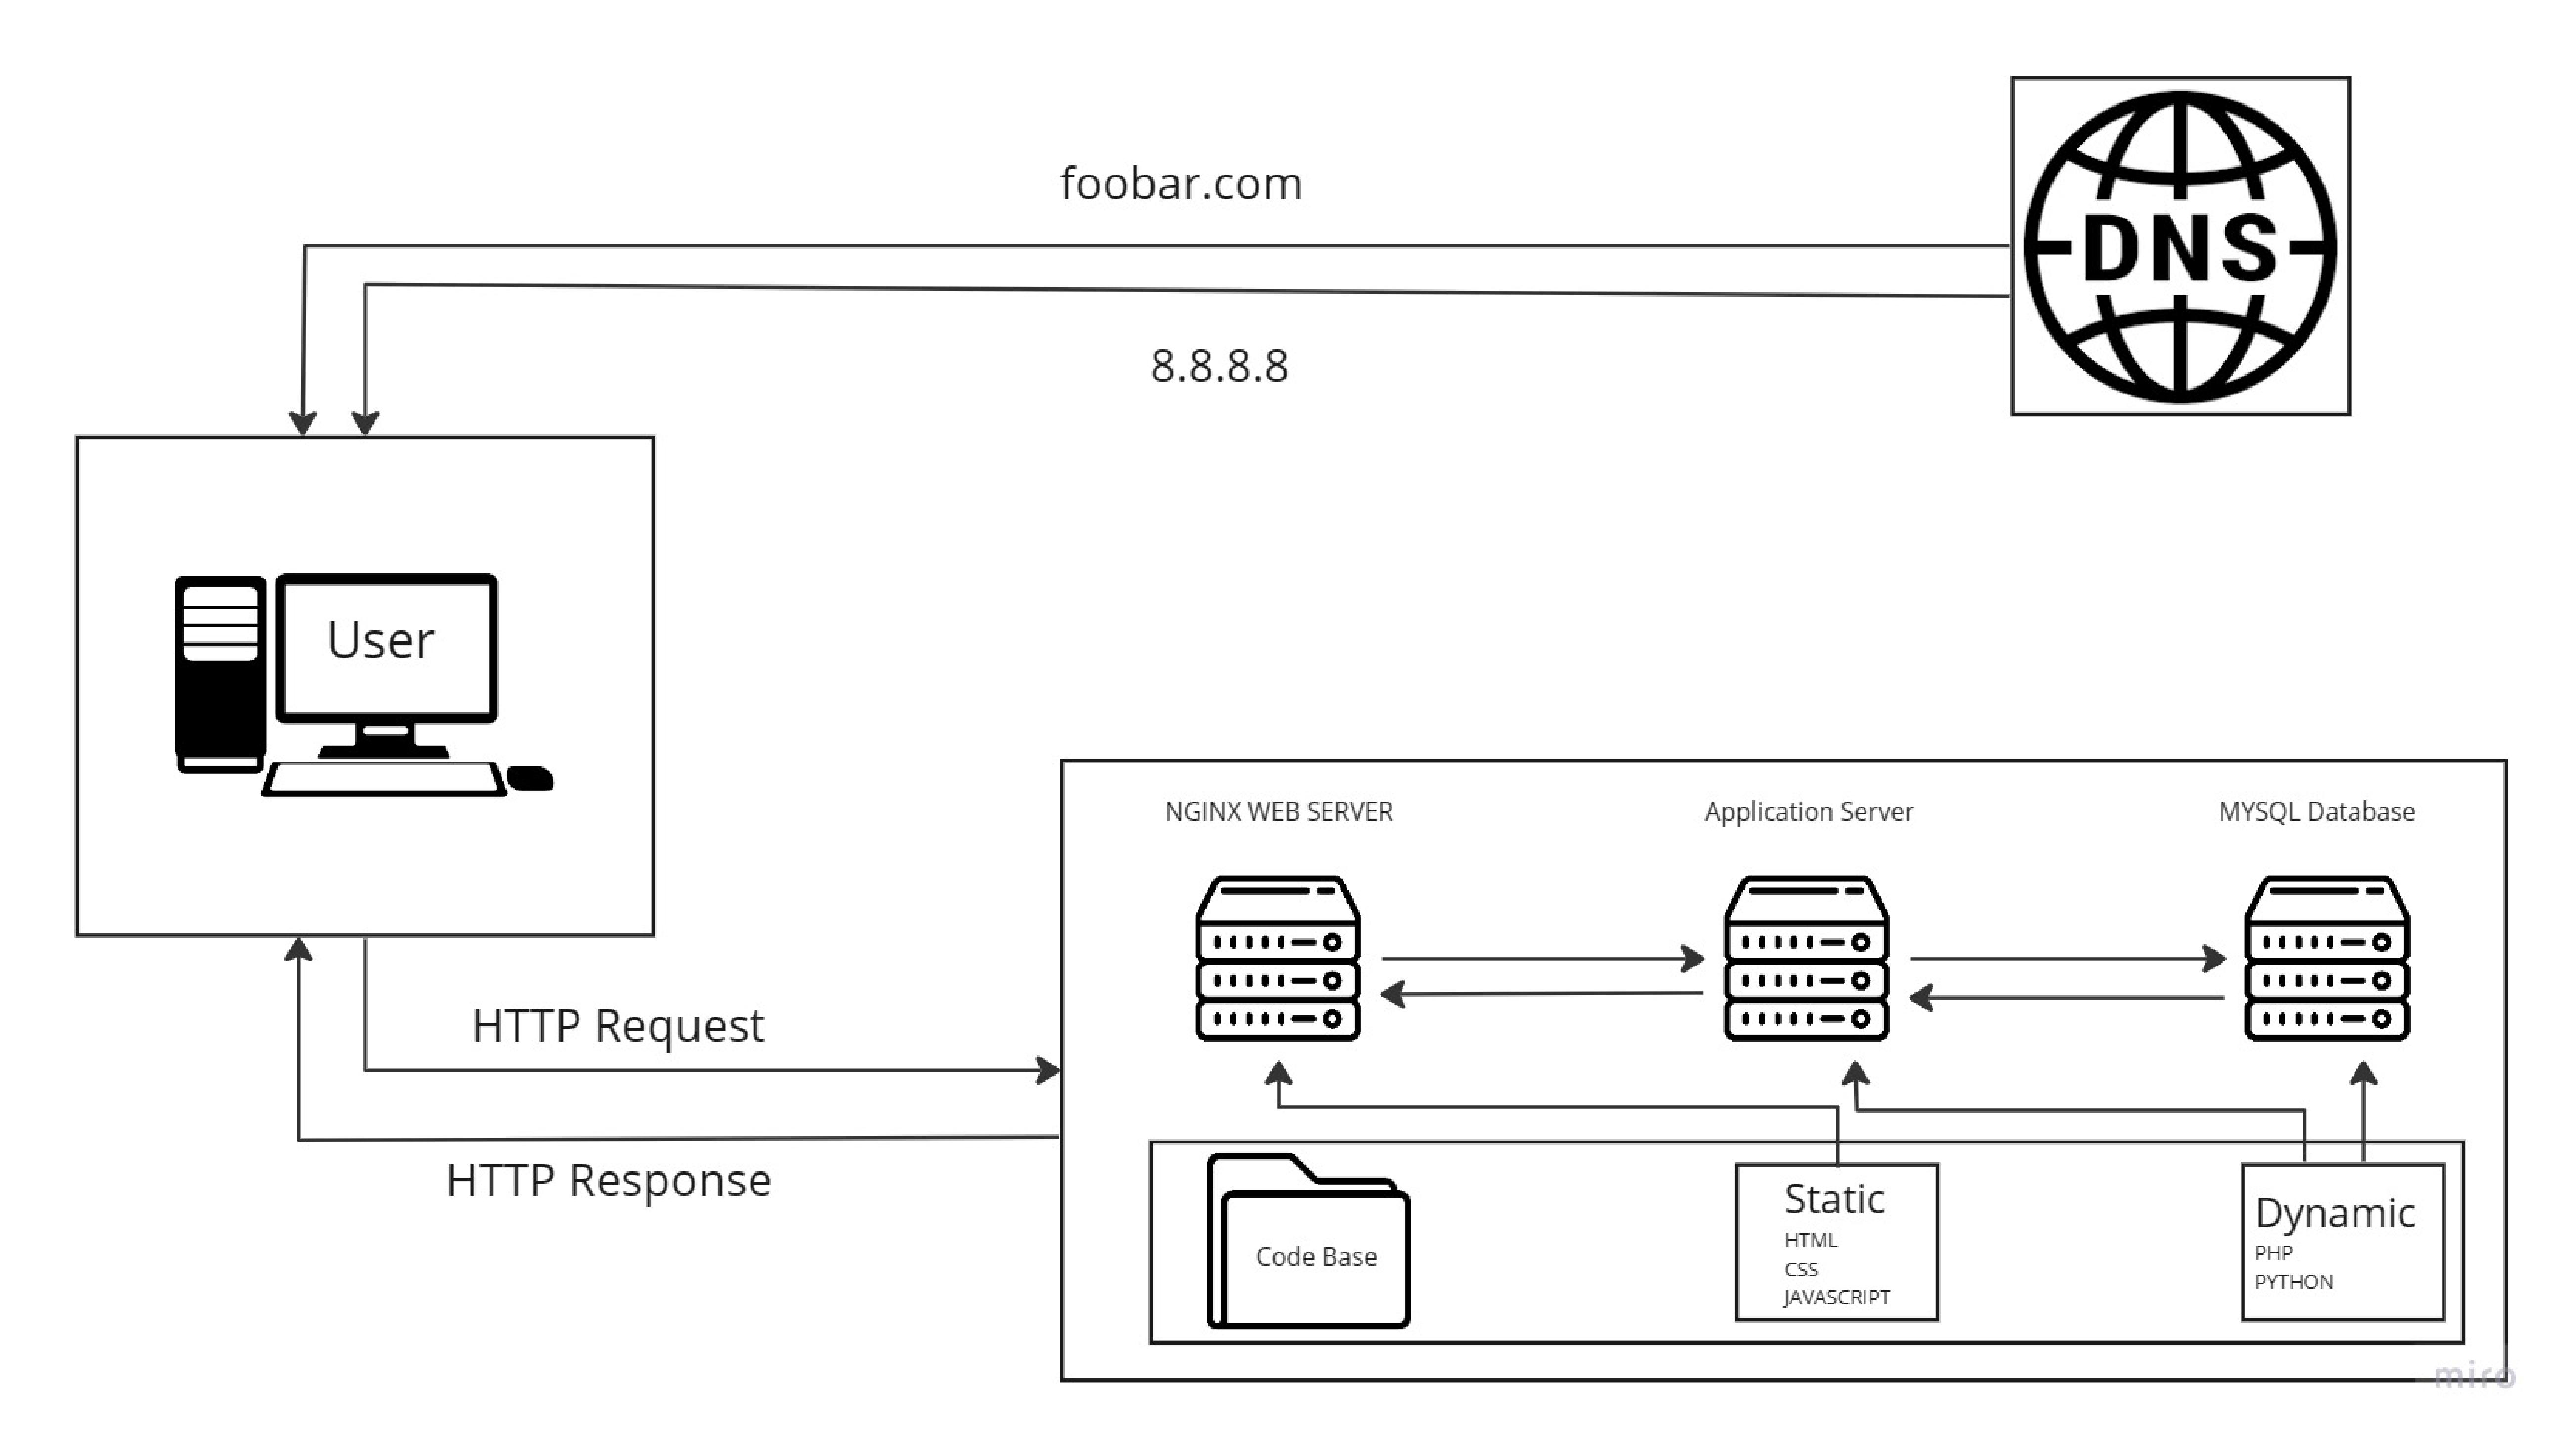 foobar.com
DNS
8.8.8.8
User
NGINX WEB SERVER
Application Server
MYSQL Database
HTTP Request
HTTP Response
Code Base
Static
HTML
CSS
JAVASCRIPT
Dynamic
PHP
PYTHON
miro